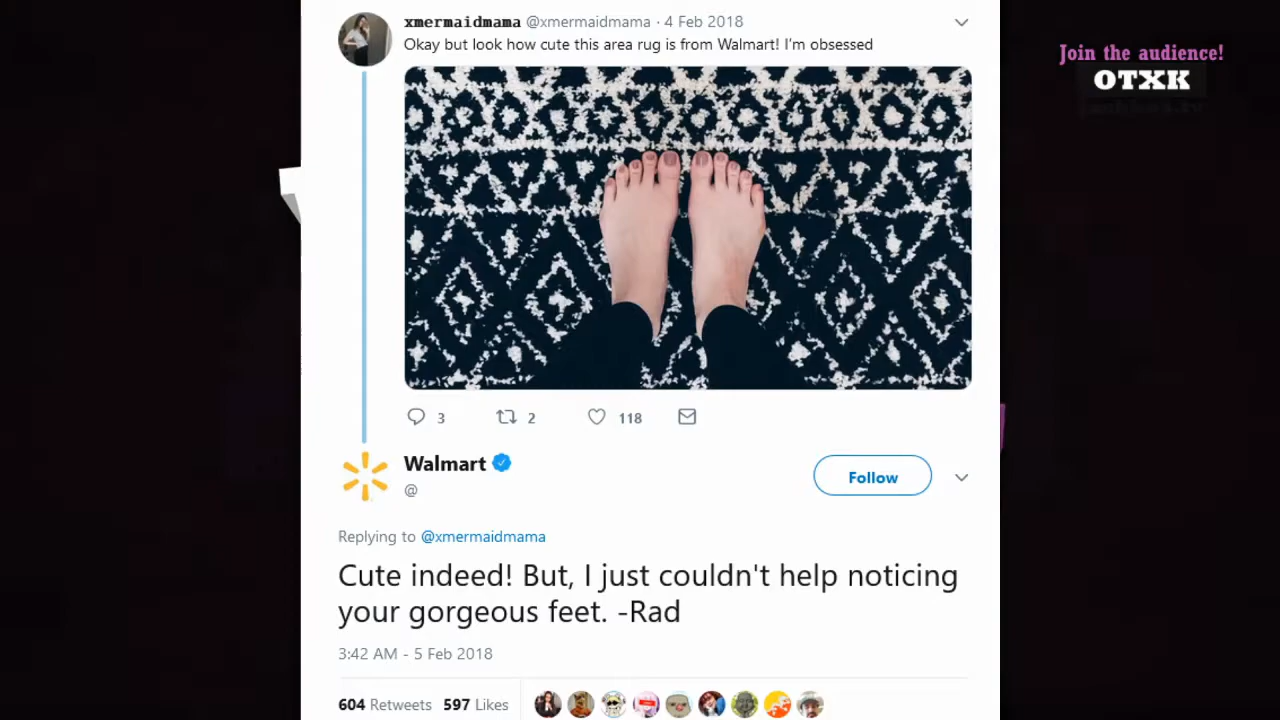 xmermaidmama @xmermaidmama · 4 Feb 2018
Okay but look how cute this area rug is from Walmart! I'm obsessed
Join the audience!
OTXK
3 2 118
Walmart
@
Follow
Replying to @xmermaidmama
Cute indeed! But, I just couldn't help noticing
your gorgeous feet. -Rad
3:42 AM - 5 Feb 2018
604 Retweets 597 Likes